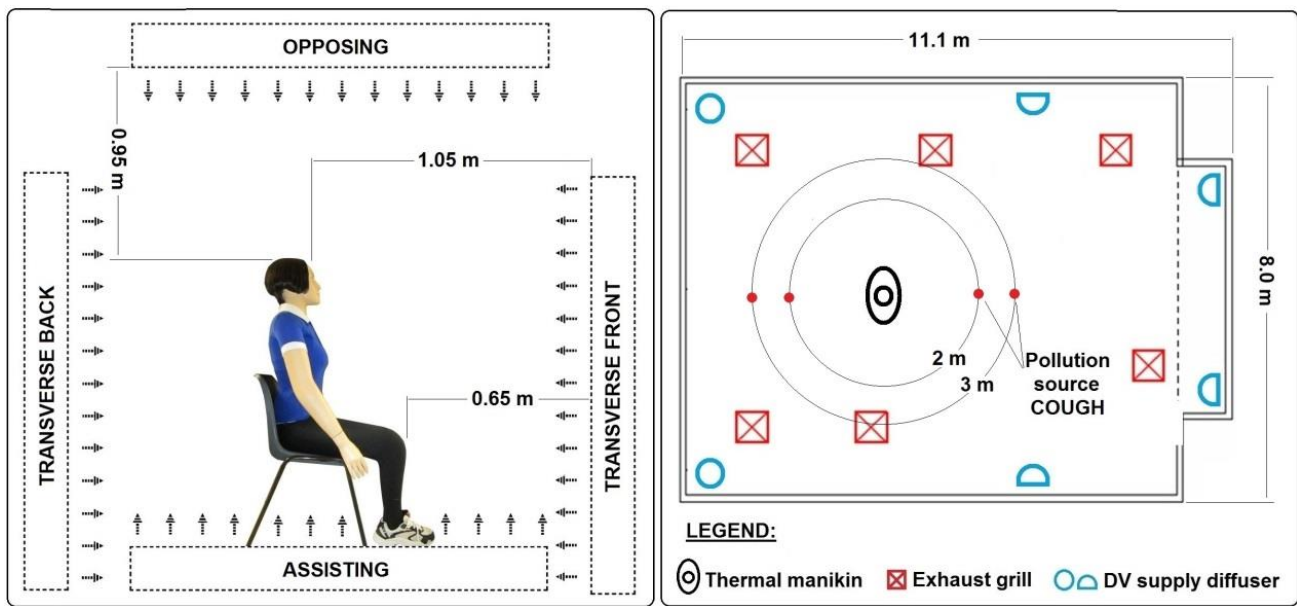 OPPOSING
0.95 m
1.05 m
TRANSVERSE BACK
0.65 m
TRANSVERSE FRONT
ASSISTING
11.1 m
8.0 m
2 m
3 m
Pollution
source
COUGH
LEGEND:
Thermal manikin
Exhaust grill
DV supply diffuser